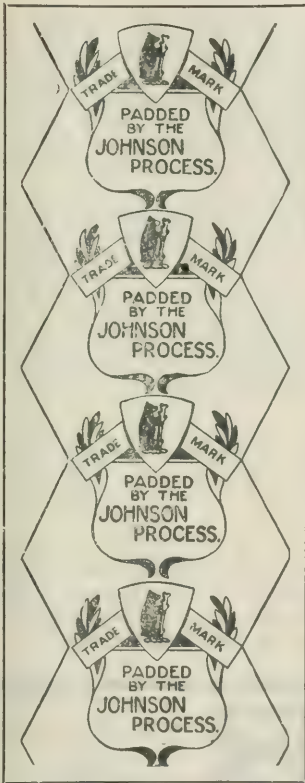 TRADE MARK
PADDED
BY THE
JOHNSON
PROCESS.
TRADE MARK
PADDED
BY THE
JOHNSON
PROCESS.
TRADE MARK
PADDED
BY THE
JOHNSON
PROCESS.
TRADE MARK
PADDED
BY THE
JOHNSON
PROCESS.